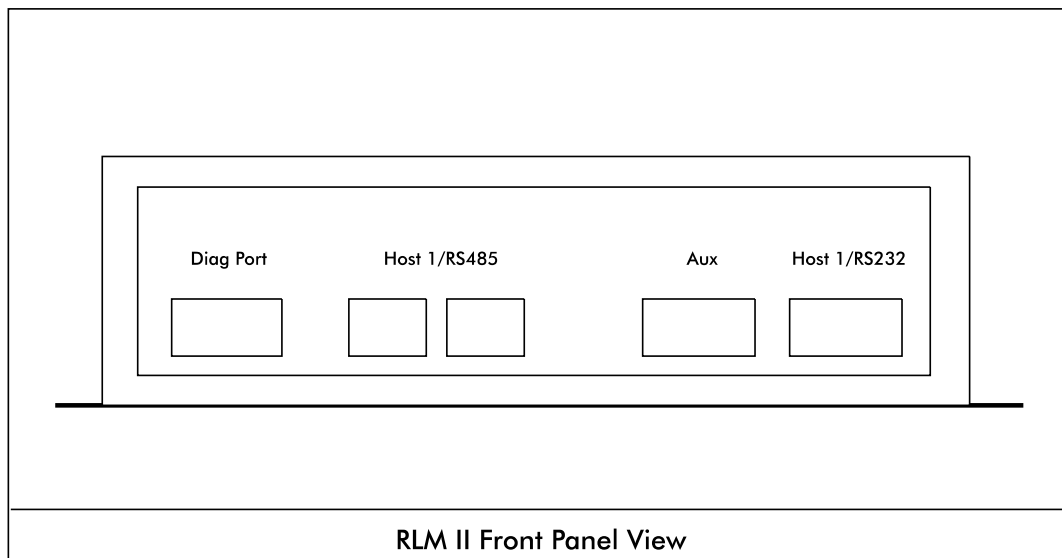 Diag Port
Host 1/RS485
Aux
Host 1/RS232
RLM II Front Panel View